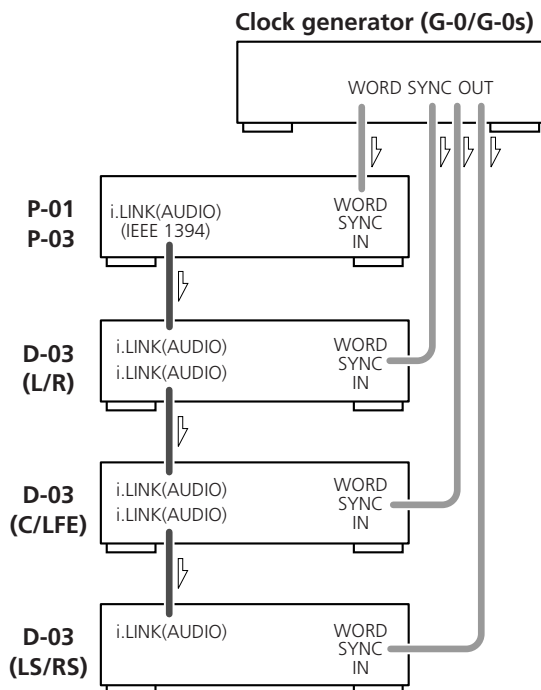 Clock generator (G-0/G-0s)
WORD SYNC OUT
P-01
P-03
i.LINK(AUDIO)
(IEEE 1394)
WORD
SYNC
IN
D-03
(L/R)
i.LINK(AUDIO)
i.LINK(AUDIO)
WORD
SYNC
IN
D-03
(C/LFE)
i.LINK(AUDIO)
i.LINK(AUDIO)
WORD
SYNC
IN
D-03
(LS/RS)
i.LINK(AUDIO)
WORD
SYNC
IN